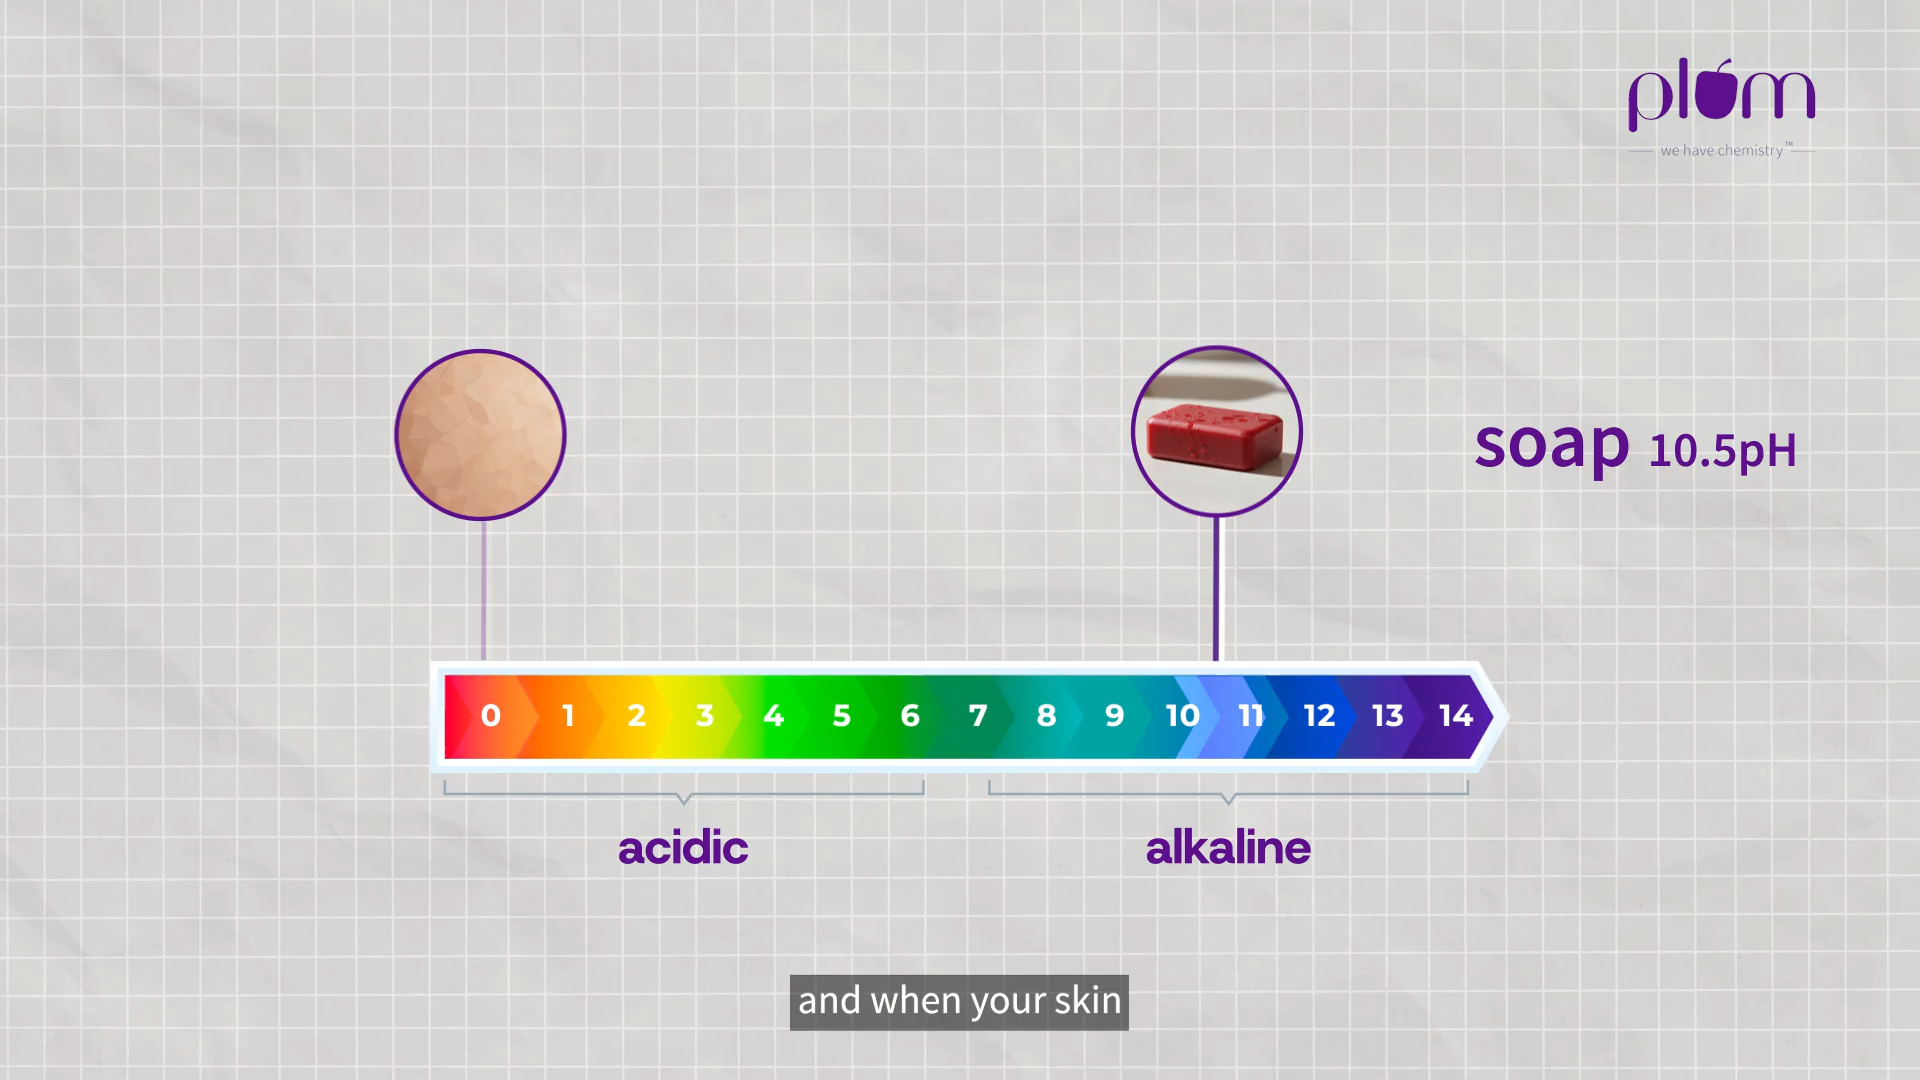 plum
we have chemistry™
soap 10.5pH
0 1 2 3 4 5 6 7 8 9 10 11 12 13 14
acidic alkaline
and when your skin